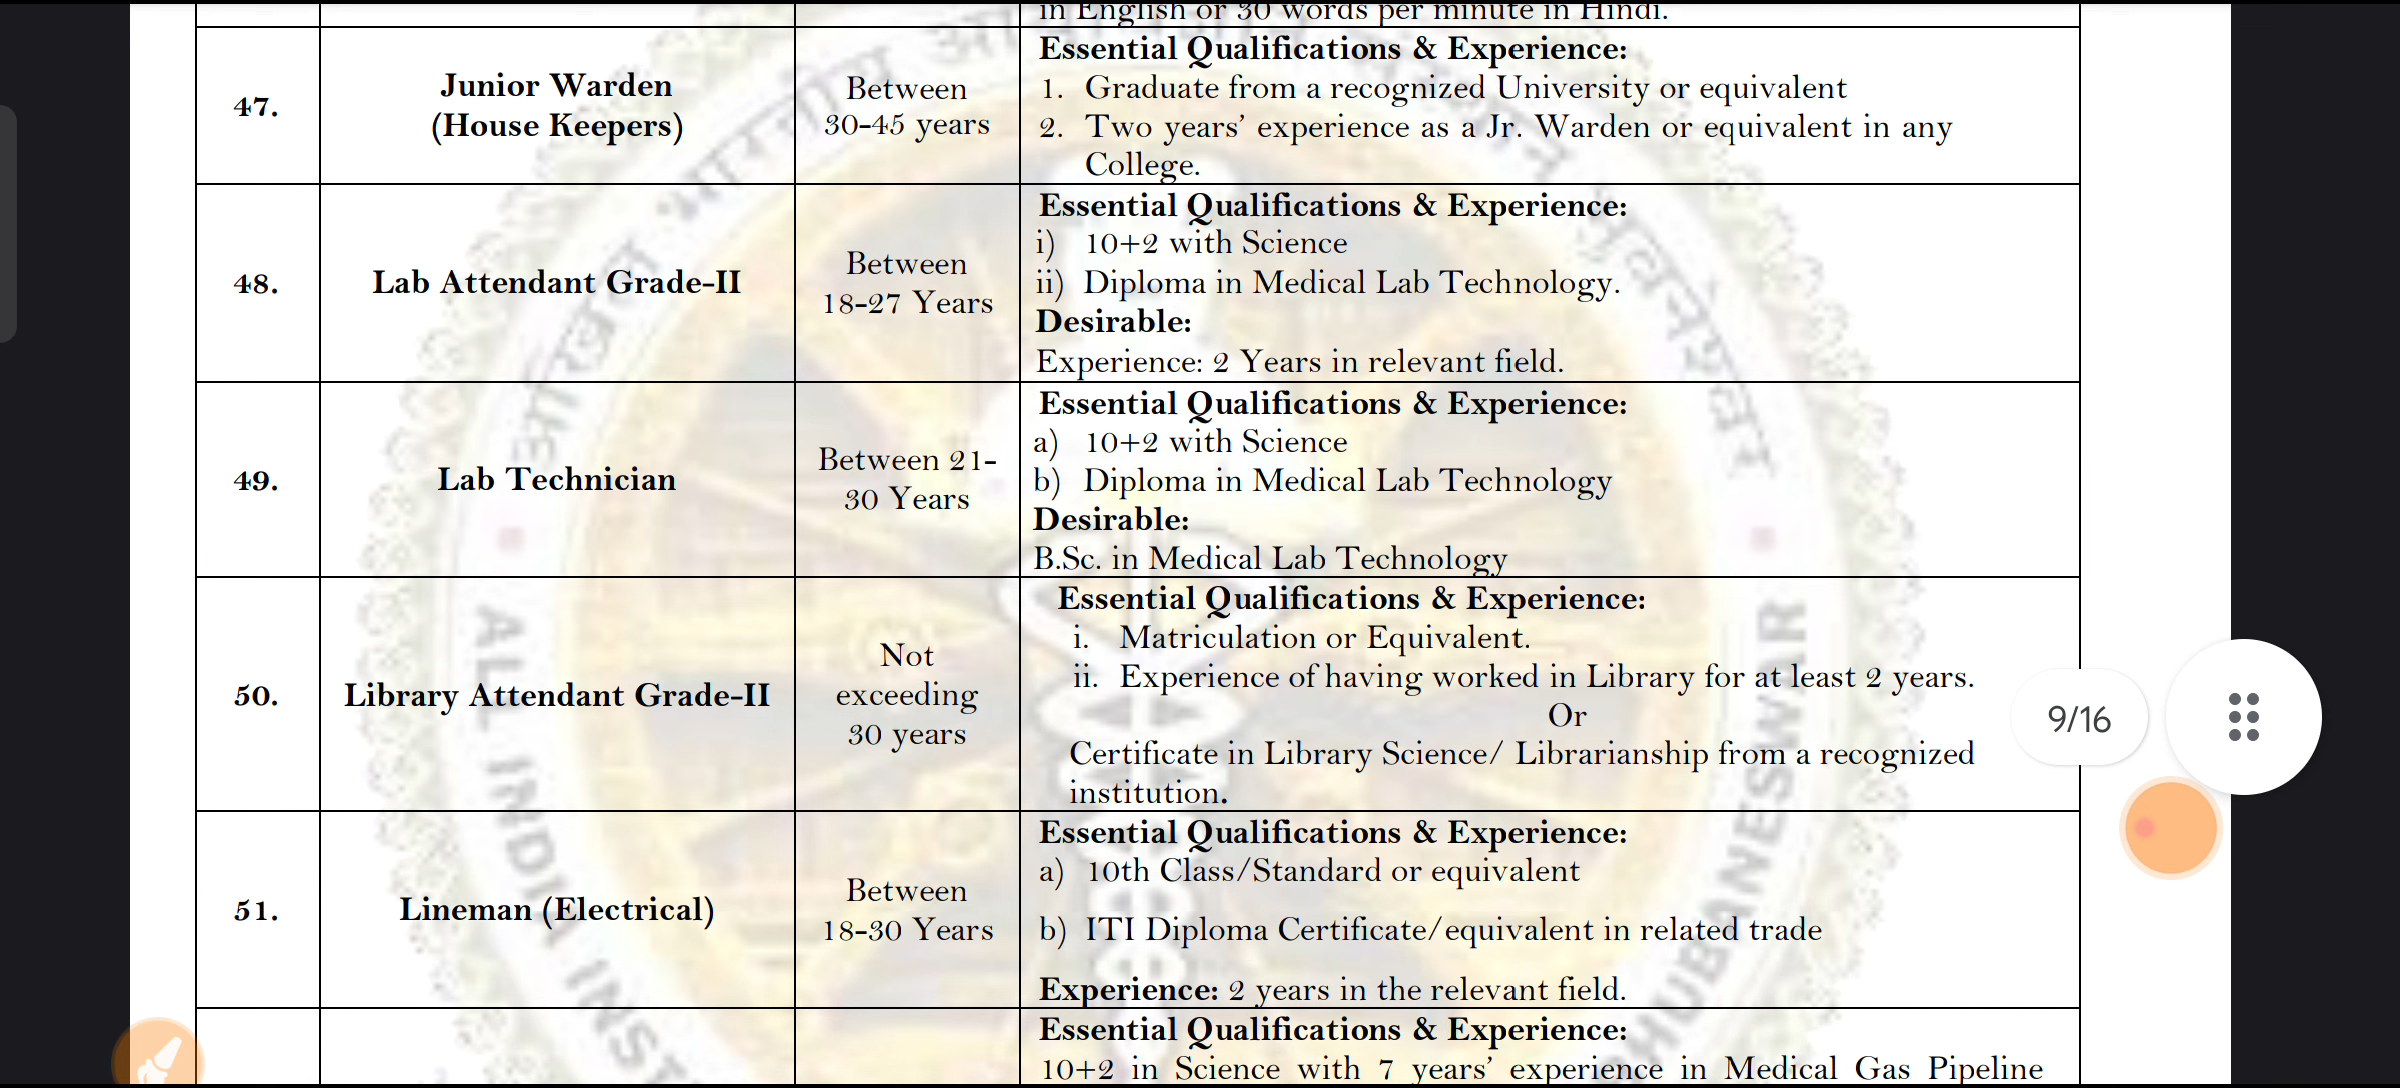 in English or 30 words per minute in Hindi.
47.
Junior Warden
(House Keepers)
Between
30-45 years
Essential Qualifications & Experience:
1. Graduate from a recognized University or equivalent
2. Two years’ experience as a Jr. Warden or equivalent in any
College.
48.
Lab Attendant Grade-II
Between
18-27 Years
Essential Qualifications & Experience:
i) 10+2 with Science
ii) Diploma in Medical Lab Technology.
Desirable:
Experience: 2 Years in relevant field.
49.
Lab Technician
Between 21-
30 Years
Essential Qualifications & Experience:
a) 10+2 with Science
b) Diploma in Medical Lab Technology
Desirable:
B.Sc. in Medical Lab Technology
50.
Library Attendant Grade-II
Not
exceeding
30 years
Essential Qualifications & Experience:
i. Matriculation or Equivalent.
ii. Experience of having worked in Library for at least 2 years.
Or
Certificate in Library Science/ Librarianship from a recognized
institution.
51.
Lineman (Electrical)
Between
18-30 Years
Essential Qualifications & Experience:
a) 10th Class/Standard or equivalent
b) ITI Diploma Certificate/equivalent in related trade
Experience: 2 years in the relevant field.
Essential Qualifications & Experience:
10+2 in Science with 7 years’ experience in Medical Gas Pipeline
9/16
ALL INDIA INST
BHUBANESWAR